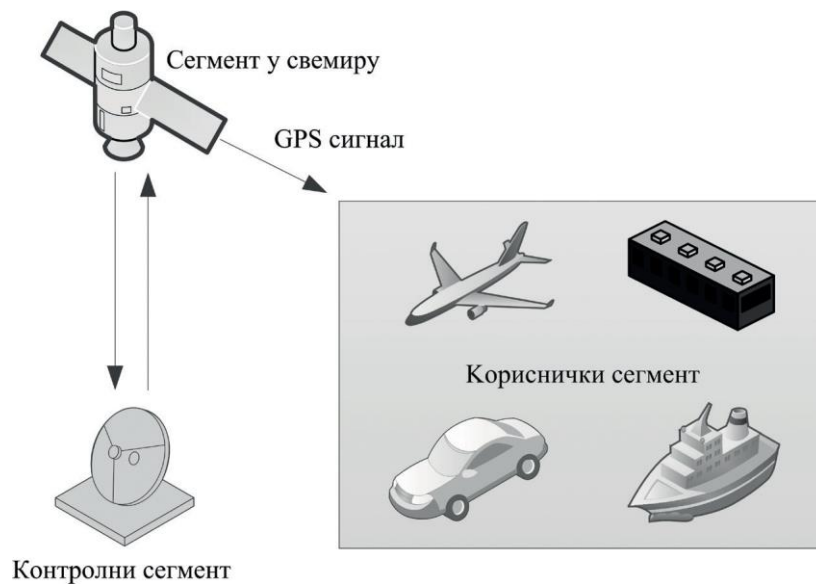 Сегмент у свемиру
GPS сигнал
Кориснички сегмент
Контролни сегмент